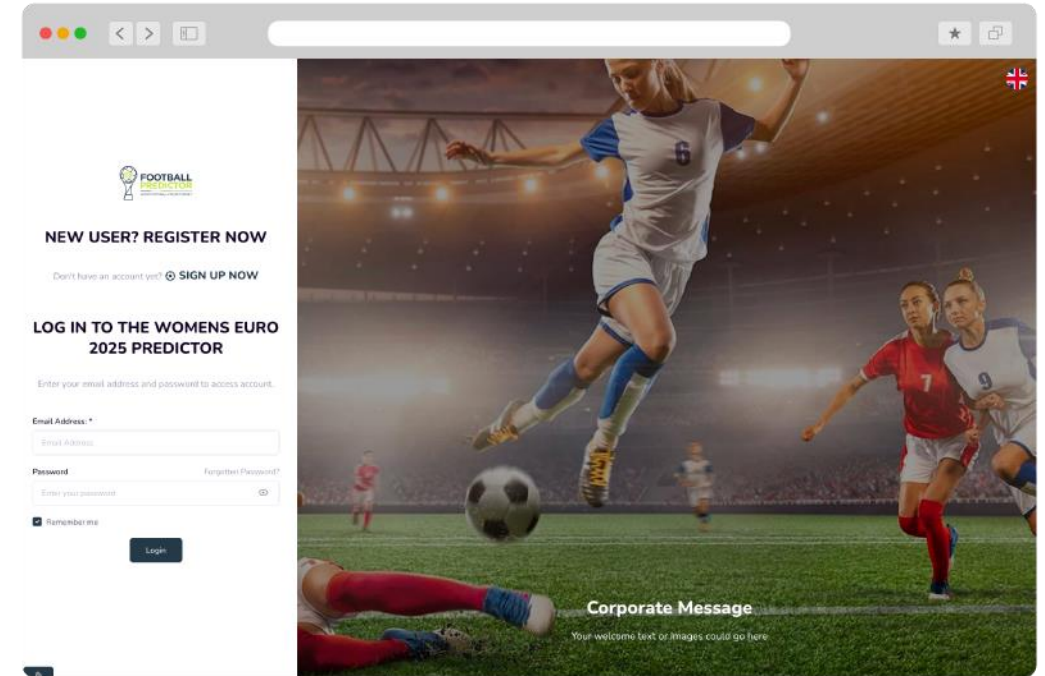 FOOTBALL
PREDICTOR
NEW USER? REGISTER NOW
Don't have an account yet? SIGN UP NOW
LOG IN TO THE WOMENS EURO
2025 PREDICTOR
Enter your email address and password to access account.
Email Address: *
Email Address
Password Forgotten Password?
Enter your password
Remember me
Login
6
7
9
Corporate Message
Your welcome text or images could go here